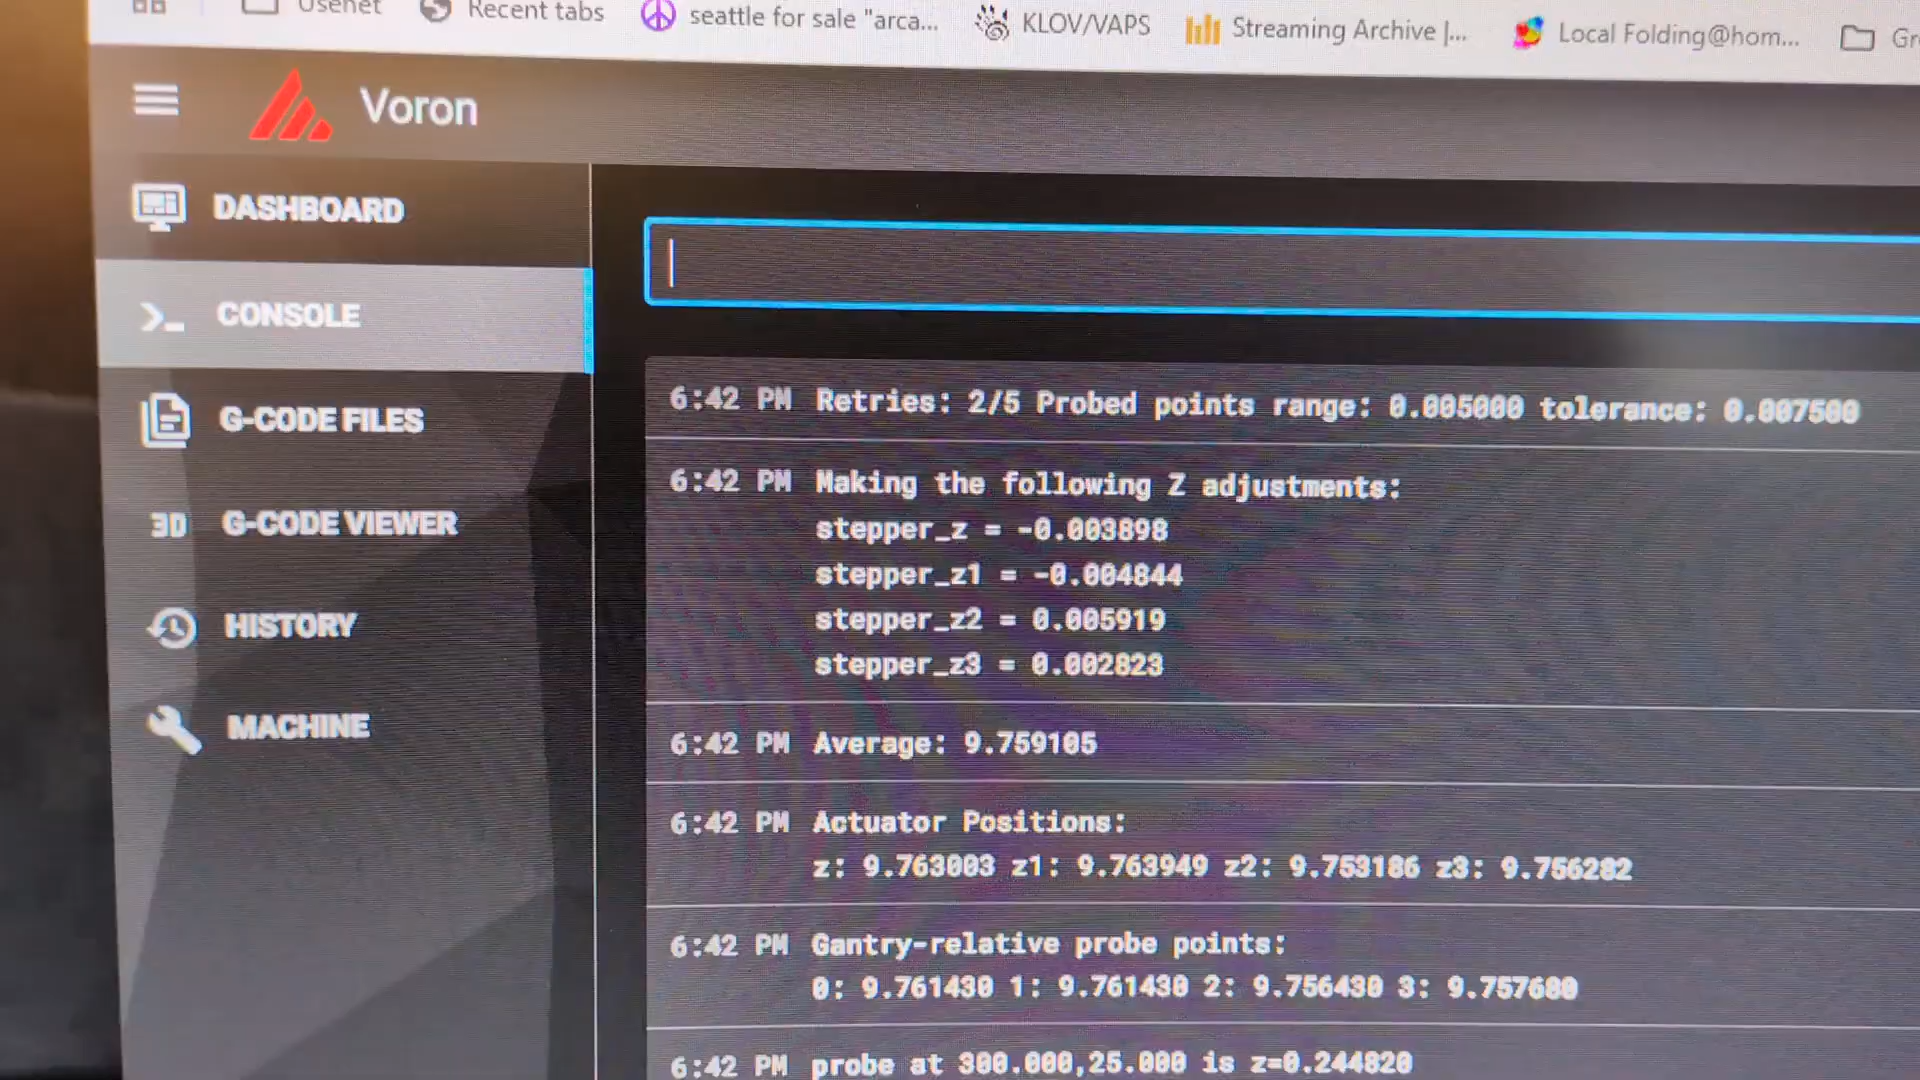 Usenet Recent tabs seattle for sale "arca... KLOV/VAPS Streaming Archive |... Local Folding@hom... Gr
Voron
DASHBOARD
CONSOLE
3D G-CODE VIEWER
G-CODE FILES
HISTORY
MACHINE
6:42 PM Retries: 2/5 Probed points range: 0.005000 tolerance: 0.007500
6:42 PM Making the following Z adjustments:
stepper_z = -0.003898
stepper_z1 = -0.004844
stepper_z2 = 0.005919
stepper_z3 = 0.002823
6:42 PM Average: 9.759105
6:42 PM Actuator Positions:
z: 9.763003 z1: 9.763949 z2: 9.753186 z3: 9.756282
6:42 PM Gantry-relative probe points:
0: 9.761430 1: 9.761430 2: 9.756430 3: 9.757680
6:42 PM probe at 300.000,25.000 is z=0.244820